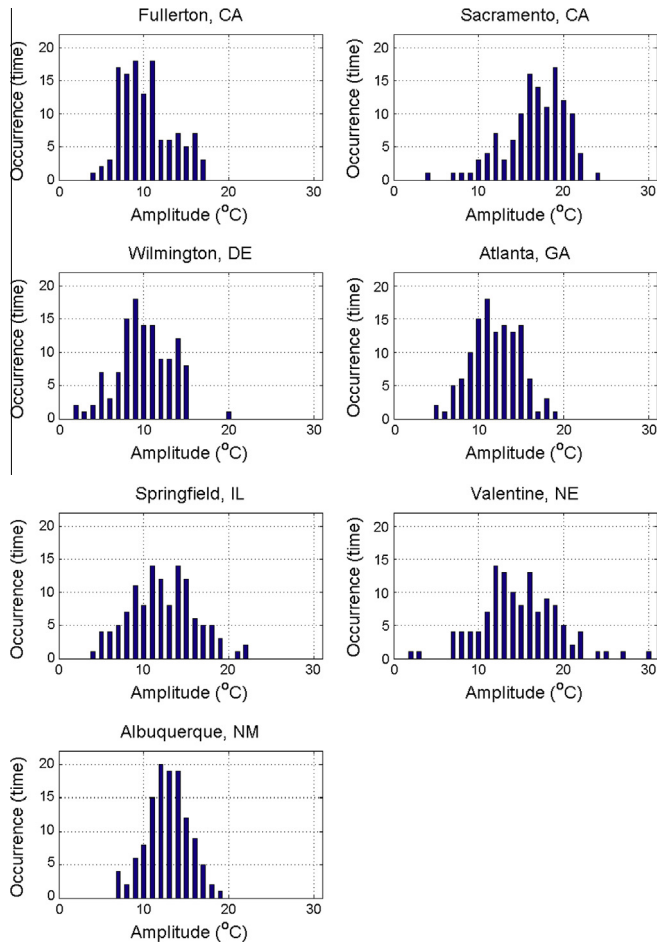 Fullerton, CA
Occurrence (time)
20
15
10
5
0
0 10 20 30
Amplitude (°C)
Sacramento, CA
Occurrence (time)
20
15
10
5
0
0 10 20 30
Amplitude (°C)
Wilmington, DE
Occurrence (time)
20
15
10
5
0
0 10 20 30
Amplitude (°C)
Atlanta, GA
Occurrence (time)
20
15
10
5
0
0 10 20 30
Amplitude (°C)
Springfield, IL
Occurrence (time)
20
15
10
5
0
0 10 20 30
Amplitude (°C)
Valentine, NE
Occurrence (time)
20
15
10
5
0
0 10 20 30
Amplitude (°C)
Albuquerque, NM
Occurrence (time)
20
15
10
5
0
0 10 20 30
Amplitude (°C)